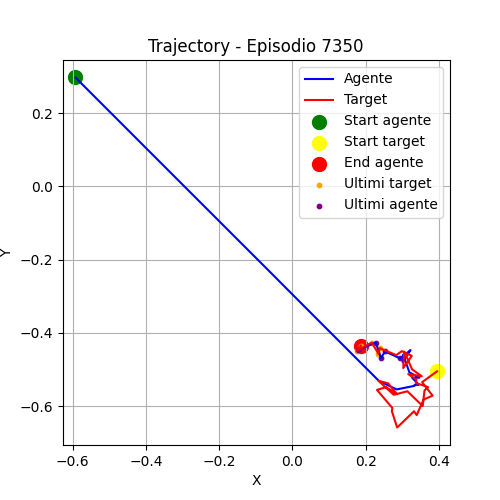 Trajectory - Episodio 7350
Agente
Target
Start agente
Start target
End agente
Ultimi target
Ultimi agente
Y
0.2
0.0
−0.2
−0.4
−0.6
−0.6
−0.4
−0.2
0.0
0.2
0.4
X